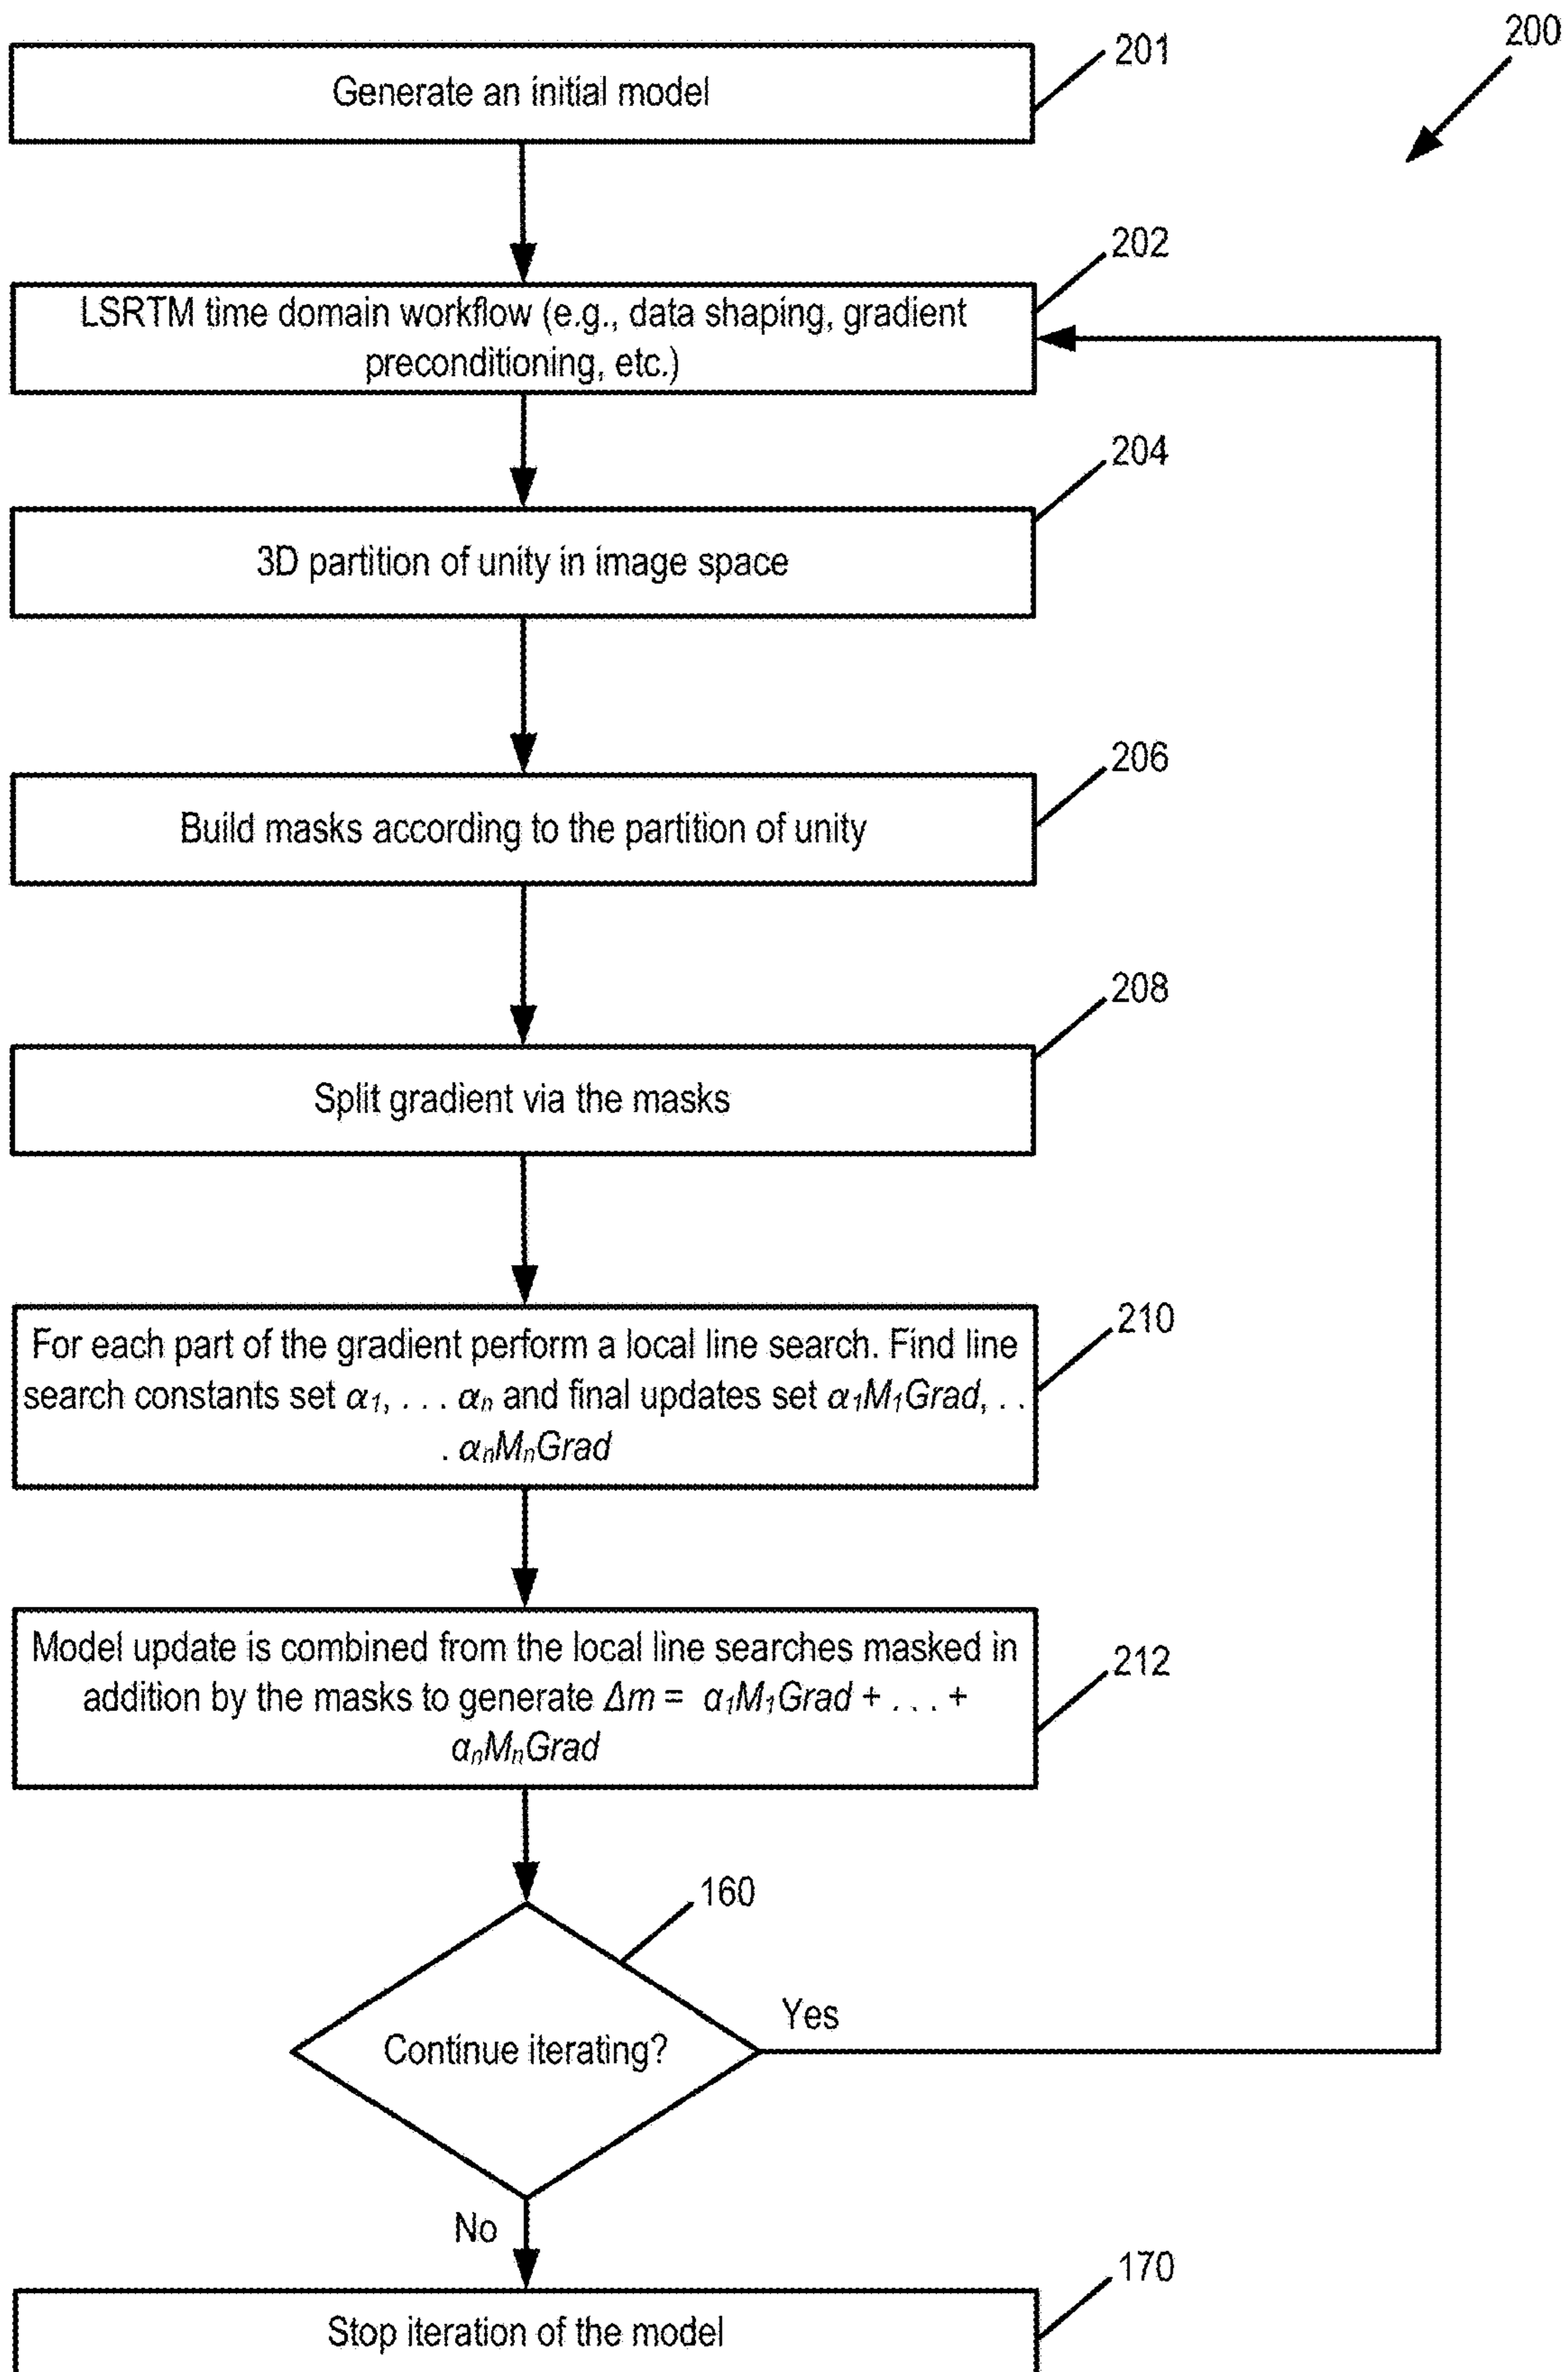 200
201
Generate an initial model
202
LSRTM time domain workflow (e.g., data shaping, gradient
preconditioning, etc.)
204
3D partition of unity in image space
206
Build masks according to the partition of unity
208
Split gradient via the masks
210
For each part of the gradient perform a local line search. Find line
search constants set α₁, . . . αₙ and final updates set α₁M₁Grad, . .
. αₙMₙGrad
212
Model update is combined from the local line searches masked in
addition by the masks to generate Δm = α₁M₁Grad + . . . +
αₙMₙGrad
160
Continue iterating?
Yes
No
170
Stop iteration of the model